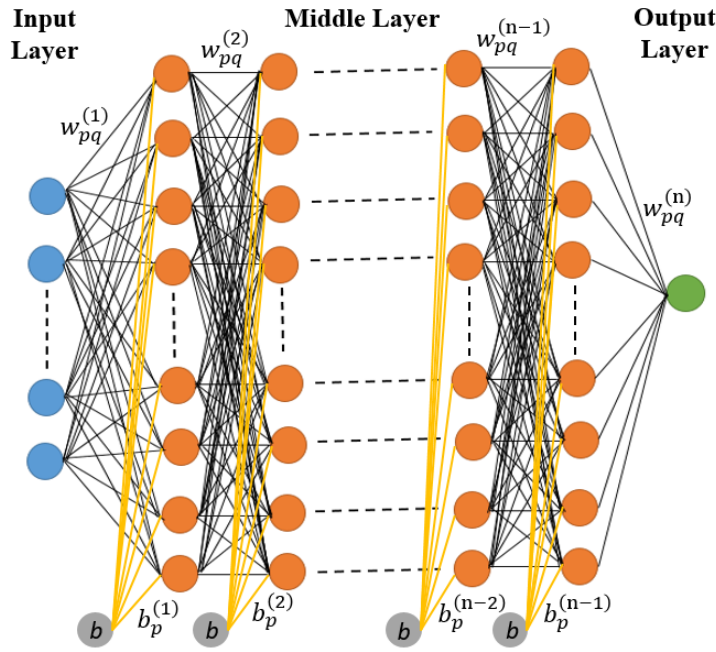 Input
Layer
Middle Layer
Output
Layer
w_{pq}^{(1)}
w_{pq}^{(2)}
w_{pq}^{(n−1)}
w_{pq}^{(n)}
b_p^{(1)}
b_p^{(2)}
b_p^{(n−2)}
b_p^{(n−1)}
b
b
b
b